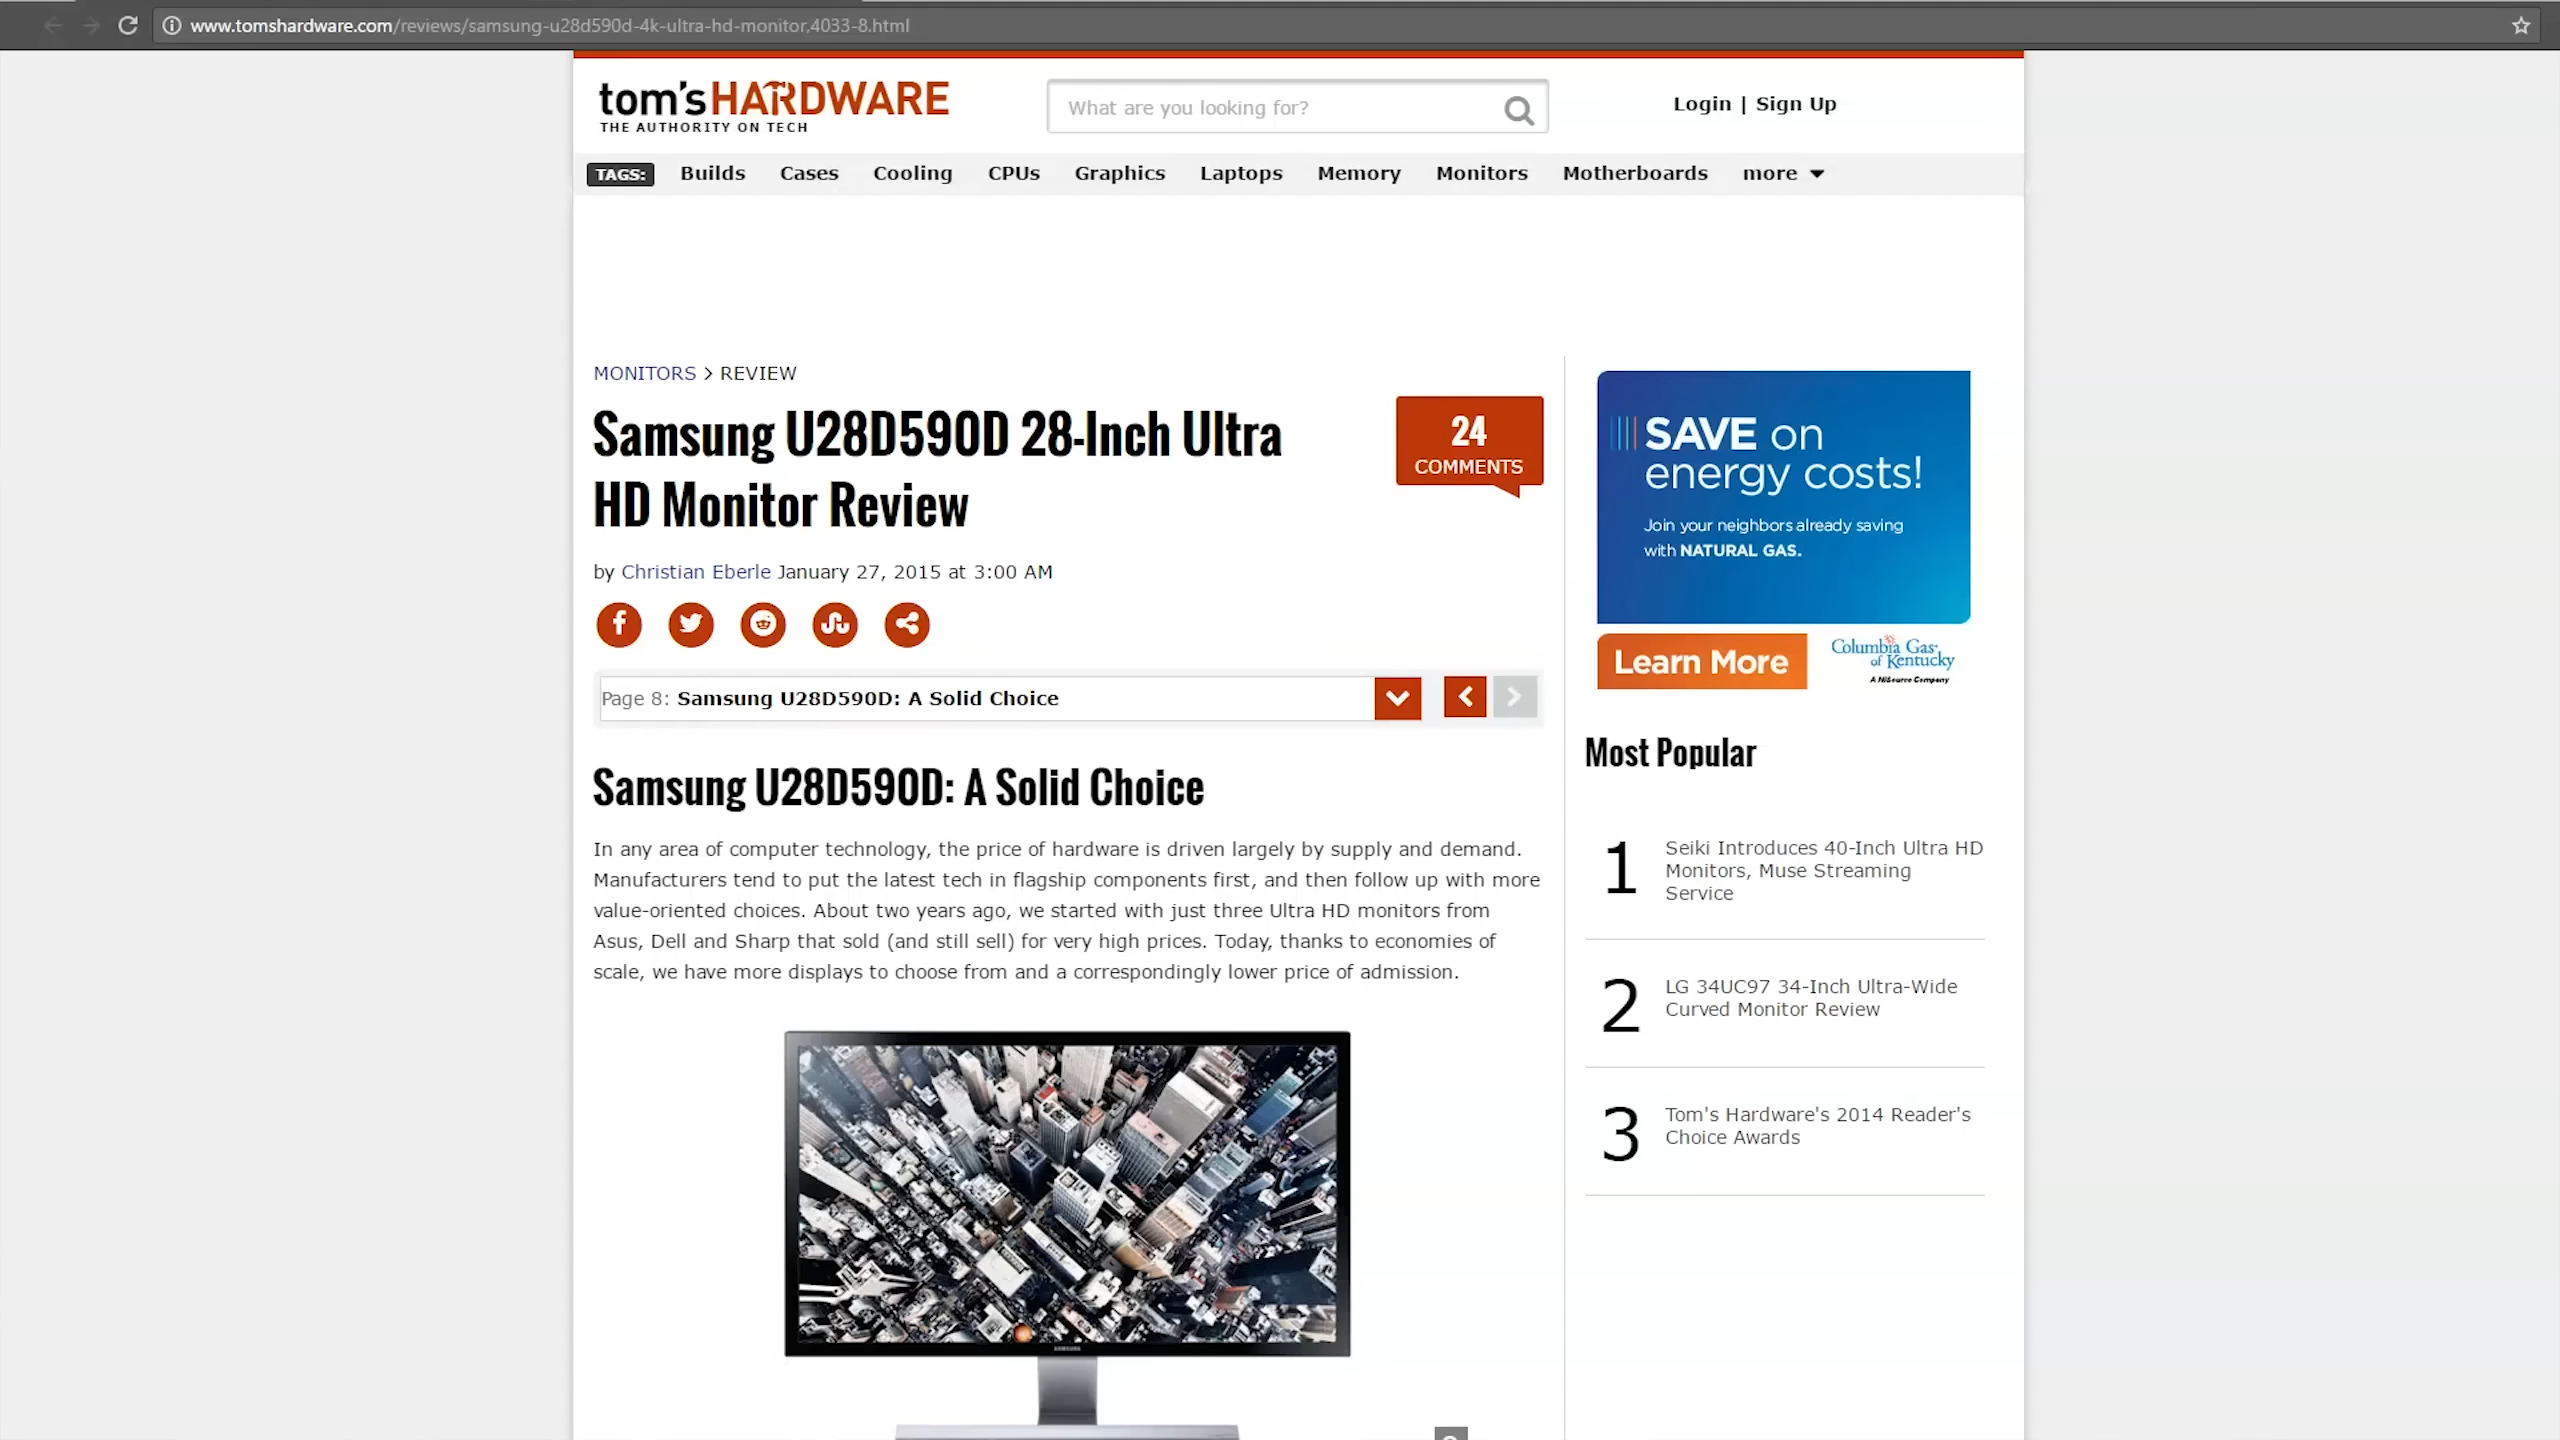 www.tomshardware.com/reviews/samsung-u28d590d-4k-ultra-hd-monitor,4033-8.html
tom's HARDWARE
THE AUTHORITY ON TECH
What are you looking for?
Login | Sign Up
TAGS: Builds Cases Cooling CPUs Graphics Laptops Memory Monitors Motherboards more
MONITORS > REVIEW
Samsung U28D590D 28-Inch Ultra
HD Monitor Review
24
COMMENTS
by Christian Eberle January 27, 2015 at 3:00 AM
Page 8: Samsung U28D590D: A Solid Choice
Samsung U28D590D: A Solid Choice
In any area of computer technology, the price of hardware is driven largely by supply and demand.
Manufacturers tend to put the latest tech in flagship components first, and then follow up with more
value-oriented choices. About two years ago, we started with just three Ultra HD monitors from
Asus, Dell and Sharp that sold (and still sell) for very high prices. Today, thanks to economies of
scale, we have more displays to choose from and a correspondingly lower price of admission.
SAMSUNG
SAVE on
energy costs!
Join your neighbors already saving
with NATURAL GAS.
Learn More
Columbia Gas
of Kentucky
A NiSource Company
Most Popular
1
Seiki Introduces 40-Inch Ultra HD
Monitors, Muse Streaming
Service
2
LG 34UC97 34-Inch Ultra-Wide
Curved Monitor Review
3
Tom's Hardware's 2014 Reader's
Choice Awards